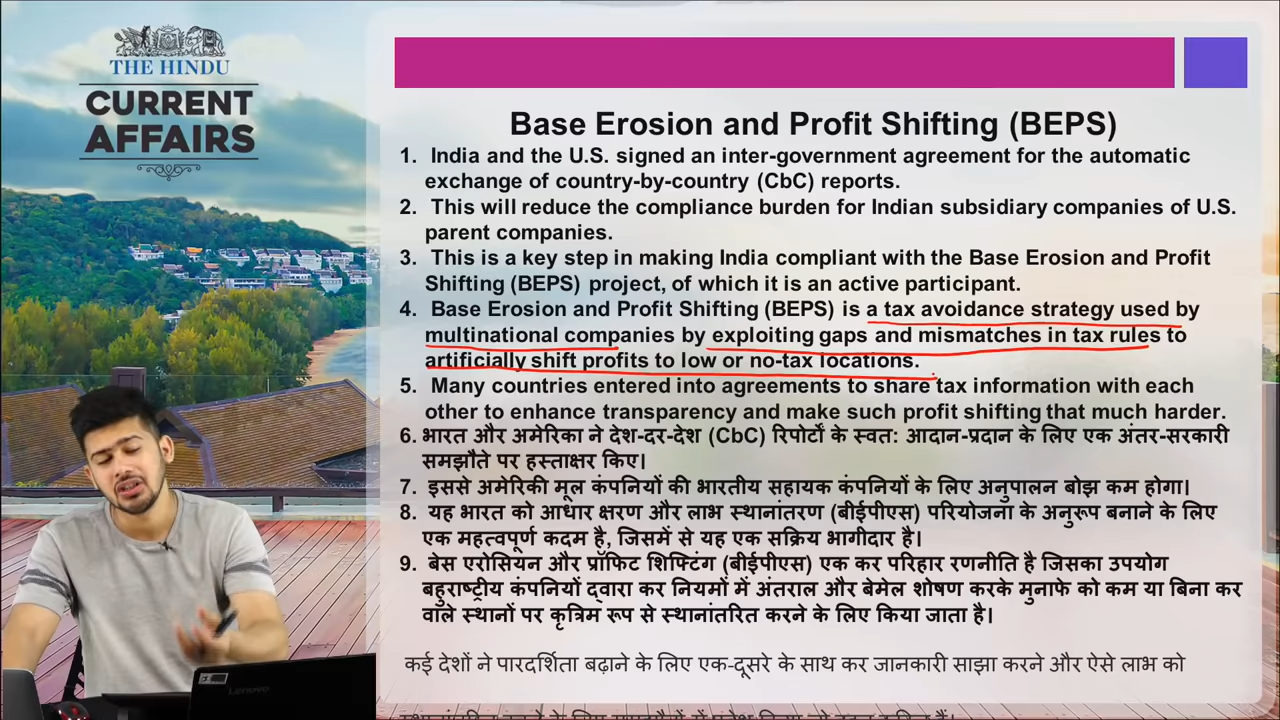 THE HINDU
CURRENT
AFFAIRS
Base Erosion and Profit Shifting (BEPS)
1. India and the U.S. signed an inter-government agreement for the automatic
exchange of country-by-country (CbC) reports.
2. This will reduce the compliance burden for Indian subsidiary companies of U.S.
parent companies.
3. This is a key step in making India compliant with the Base Erosion and Profit
Shifting (BEPS) project, of which it is an active participant.
4. Base Erosion and Profit Shifting (BEPS) is a tax avoidance strategy used by
multinational companies by exploiting gaps and mismatches in tax rules to
artificially shift profits to low or no-tax locations.
5. Many countries entered into agreements to share tax information with each
other to enhance transparency and make such profit shifting that much harder.
6. भारत और अमेरिका ने देश-दर-देश (CbC) रिपोर्टों के स्वत: आदान-प्रदान के लिए एक अंतर-सरकारी
समझौते पर हस्ताक्षर किए।
7. इससे अमेरिकी मूल कंपनियों की भारतीय सहायक कंपनियों के लिए अनुपालन बोझ कम होगा।
8. यह भारत को आधार क्षरण और लाभ स्थानांतरण (बीईपीएस) परियोजना के अनुरूप बनाने के लिए
एक महत्वपूर्ण कदम है, जिसमें से यह एक सक्रिय भागीदार है।
9. बेस एरोसियन और प्रॉफिट शिफ्टिंग (बीईपीएस) एक कर परिहार रणनीति है जिसका उपयोग
बहुराष्ट्रीय कंपनियों द्वारा कर नियमों में अंतराल और बेमेल शोषण करके मुनाफे को कम या बिना कर
वाले स्थानों पर कृत्रिम रूप से स्थानांतरित करने के लिए किया जाता है।
कई देशों ने पारदर्शिता बढ़ाने के लिए एक-दूसरे के साथ कर जानकारी साझा करने और ऐसे लाभ को
Lenovo